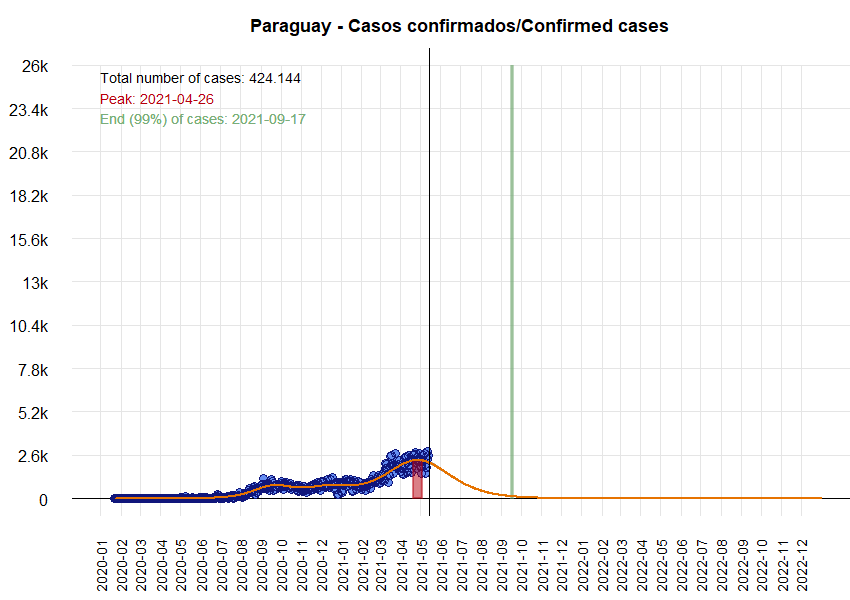 Paraguay - Casos confirmados/Confirmed cases
Total number of cases: 424.144
Peak: 2021-04-26
End (99%) of cases: 2021-09-17
26k
23.4k
20.8k
18.2k
15.6k
13k
10.4k
7.8k
5.2k
2.6k
0
2020-01
2020-02
2020-03
2020-04
2020-05
2020-06
2020-07
2020-08
2020-09
2020-10
2020-11
2020-12
2021-01
2021-02
2021-03
2021-04
2021-05
2021-06
2021-07
2021-08
2021-09
2021-10
2021-11
2021-12
2022-01
2022-02
2022-03
2022-04
2022-05
2022-06
2022-07
2022-08
2022-09
2022-10
2022-11
2022-12